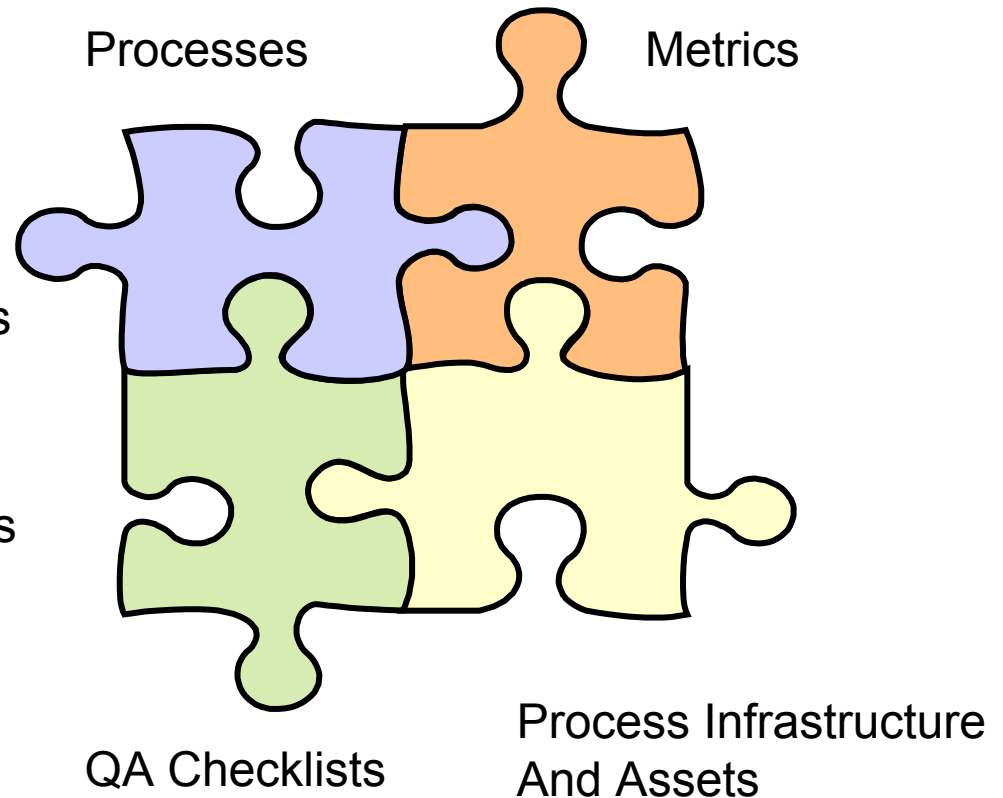 Processes
Metrics
s
s
QA Checklists
Process Infrastructure
And Assets